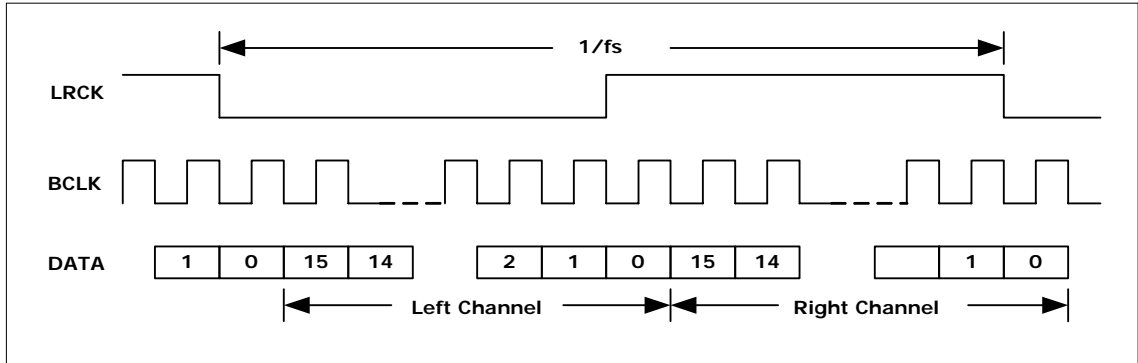 1/fs
LRCK
BCLK
DATA 1 0 15 14 2 1 0 15 14 1 0
Left Channel Right Channel